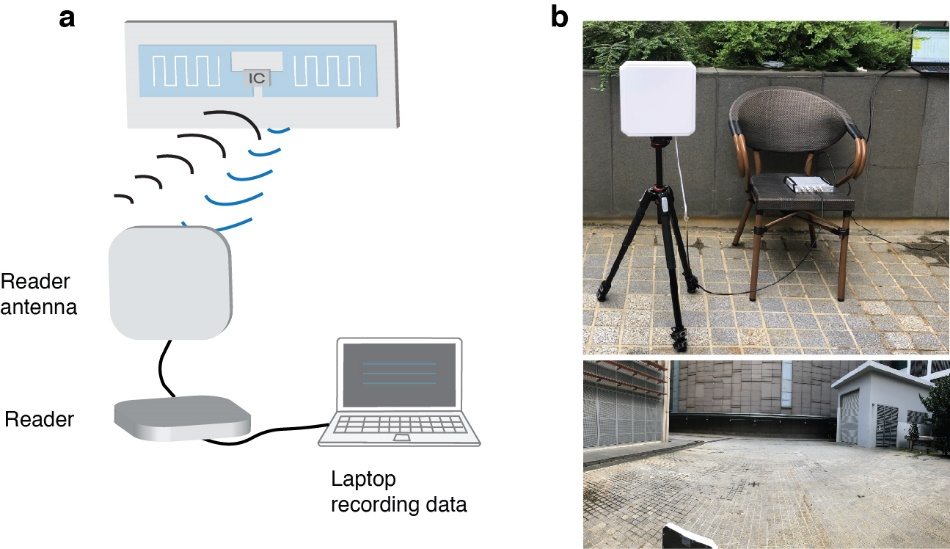 a
IC
Reader
antenna
Reader
Laptop
recording data
b